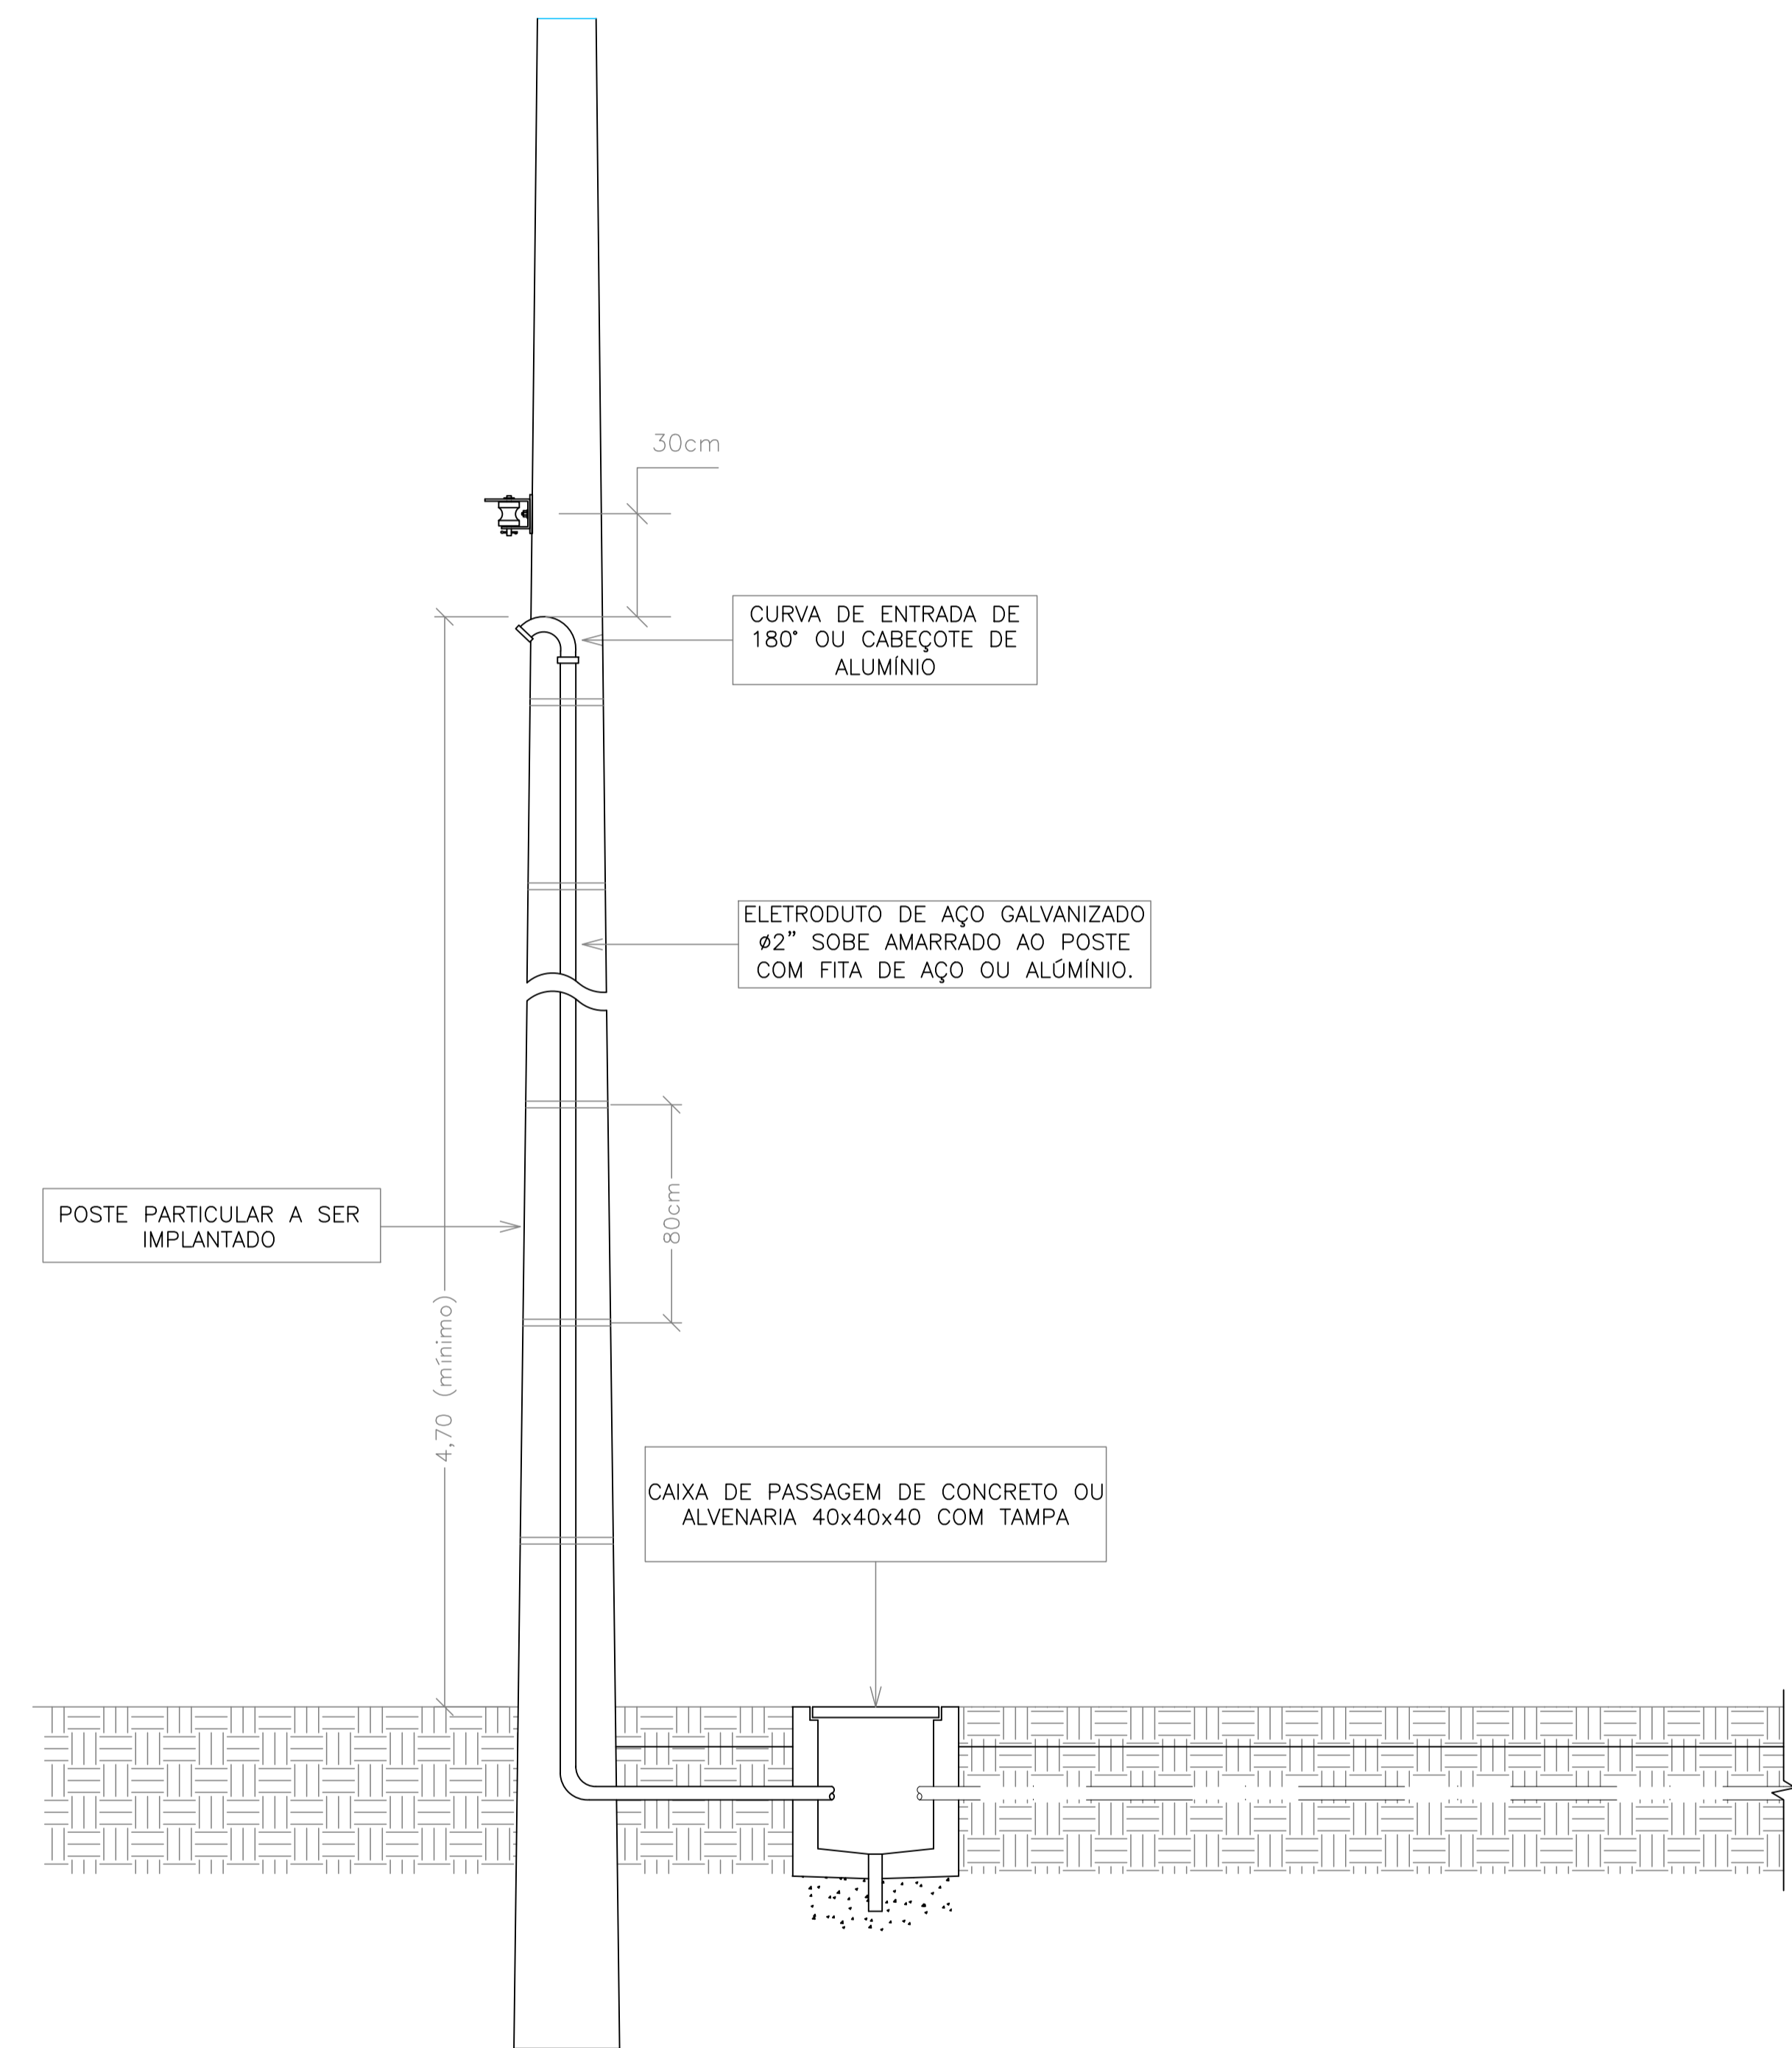 30cm
CURVA DE ENTRADA DE
180° OU CABEÇOTE DE
ALUMÍNIO
ELETRODUTO DE AÇO GALVANIZADO
ø2" SOBE AMARRADO AO POSTE
COM FITA DE AÇO OU ALÚMÍNIO.
80cm
POSTE PARTICULAR A SER
IMPLANTADO
4,70 (mínimo)
CAIXA DE PASSAGEM DE CONCRETO OU
ALVENARIA 40x40x40 COM TAMPA